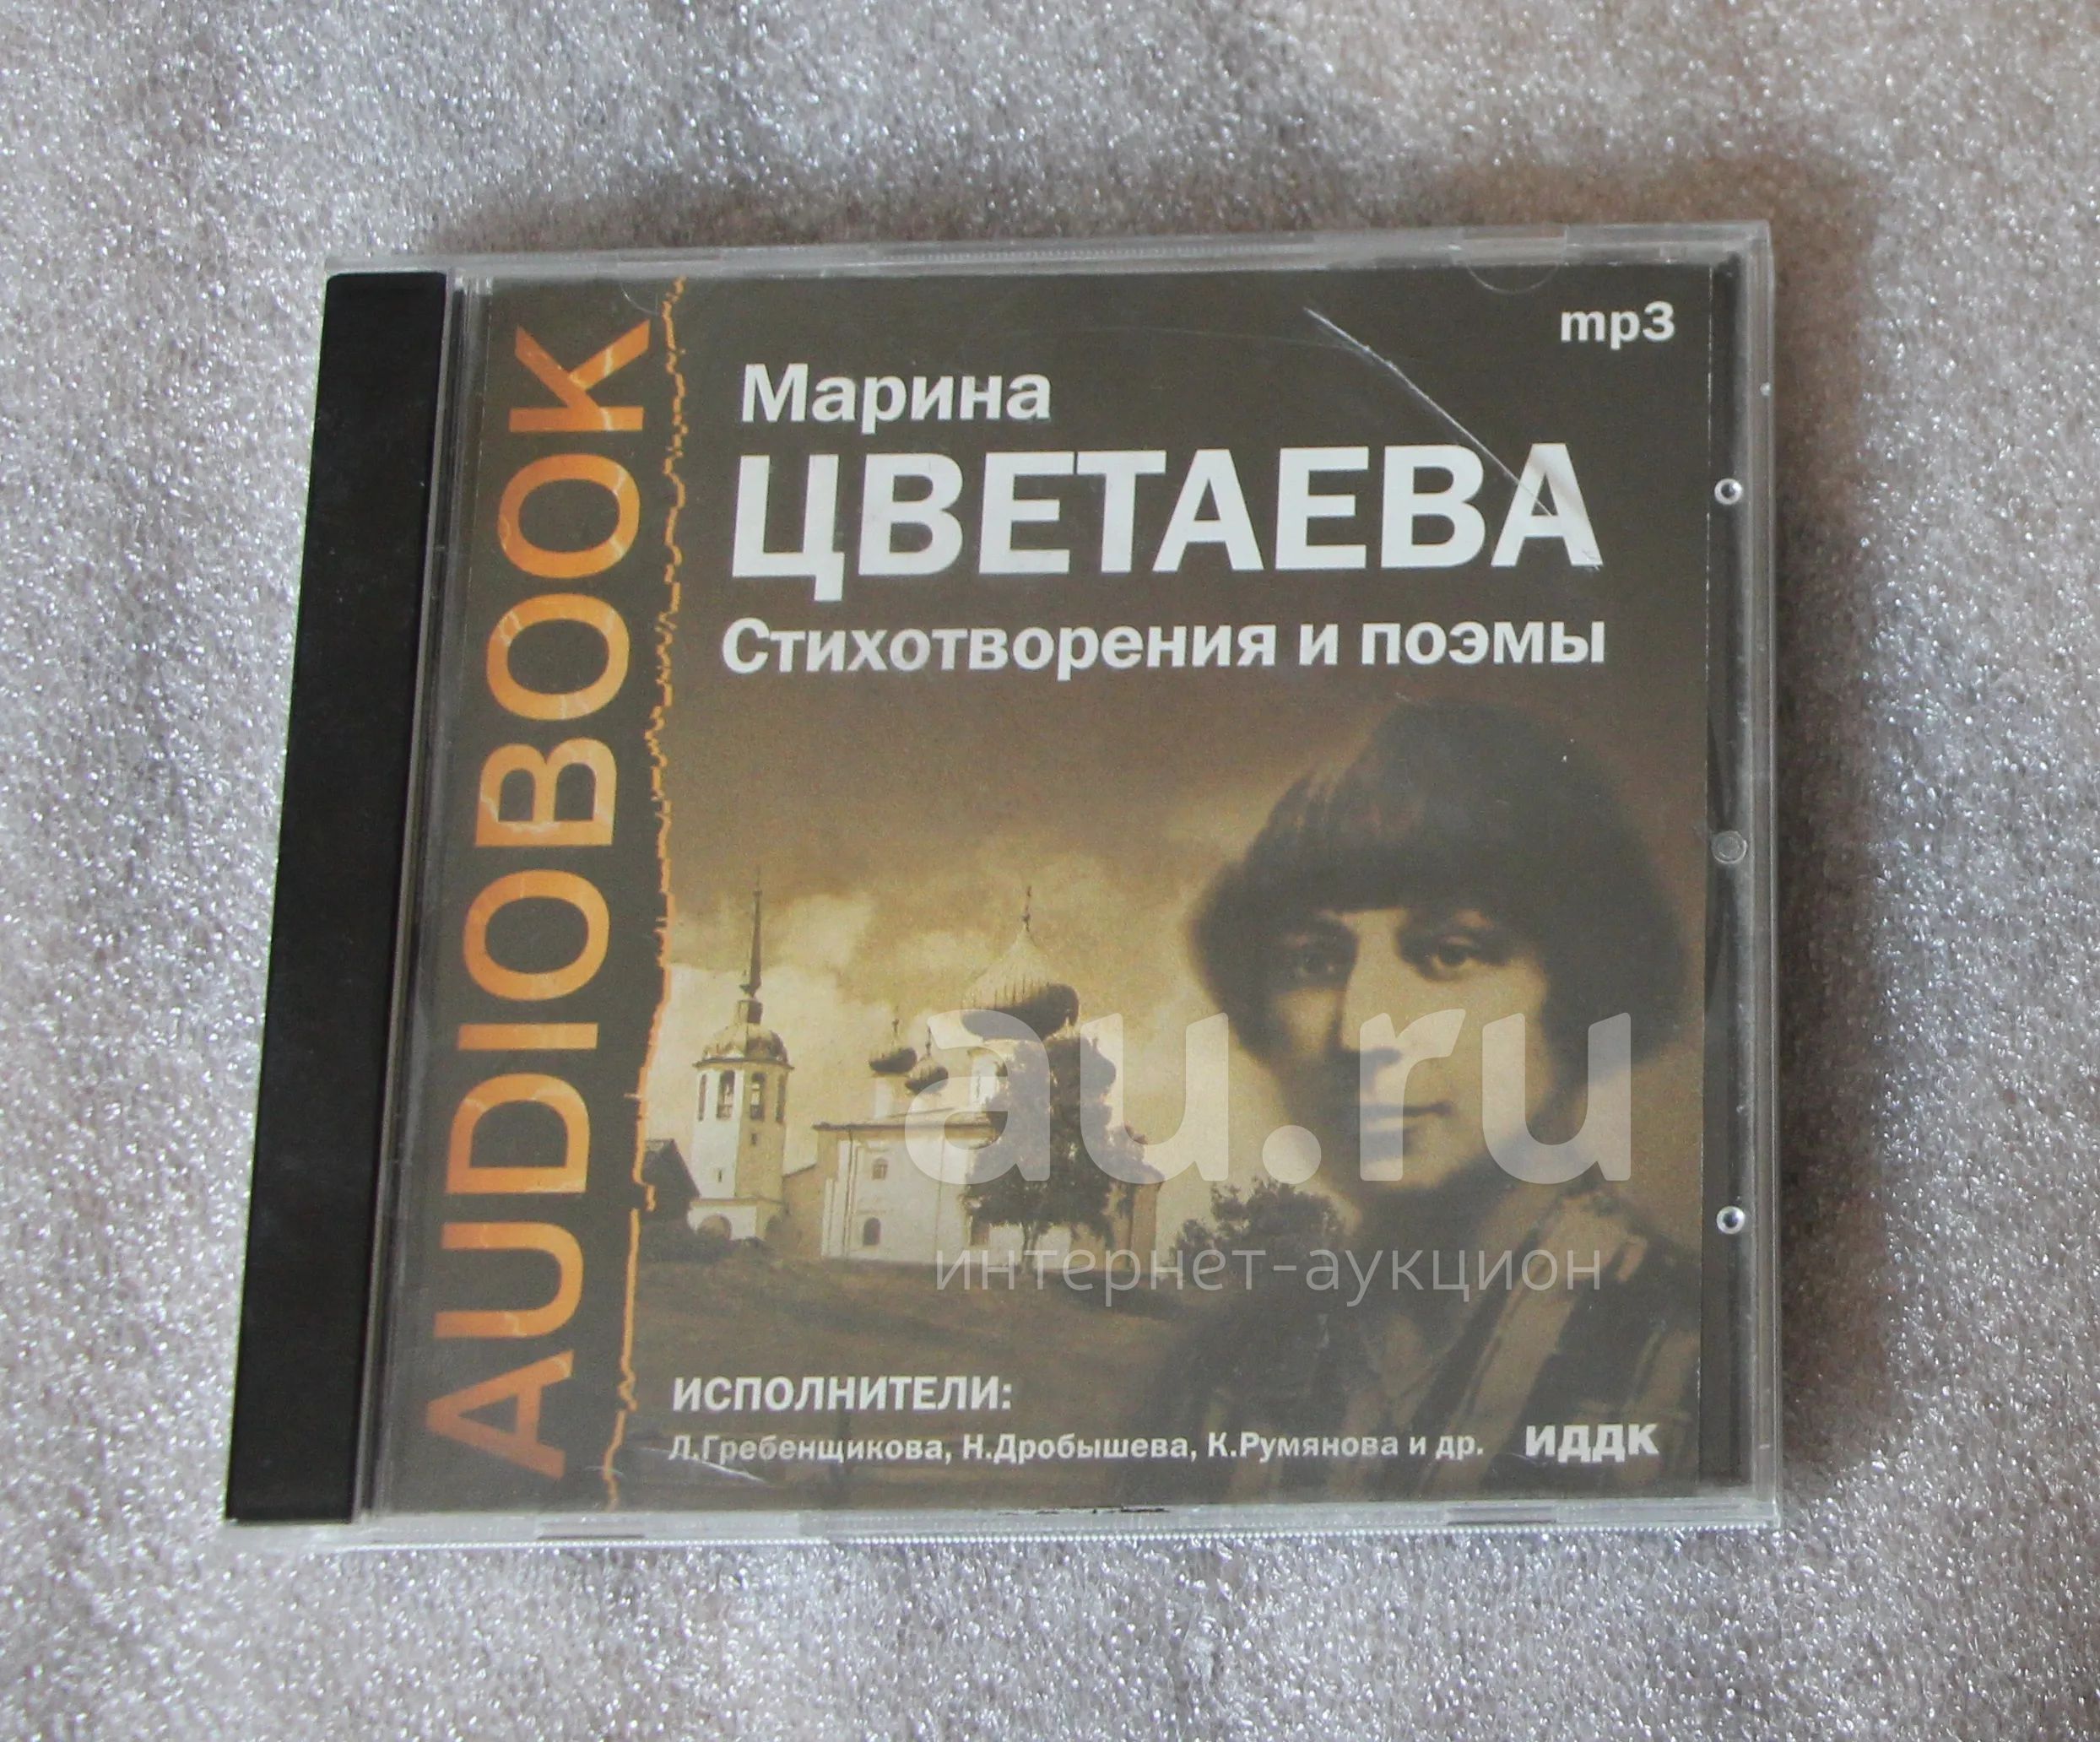 AUDIOBOOK
mp3
Марина
ЦВЕТАЕВА
Стихотворения и поэмы
au.ru
интернет-аукцион
ИСПОЛНИТЕЛИ:
Л.Гребенщикова, Н.Дробышева, К.Румянова и др.
ИДДК